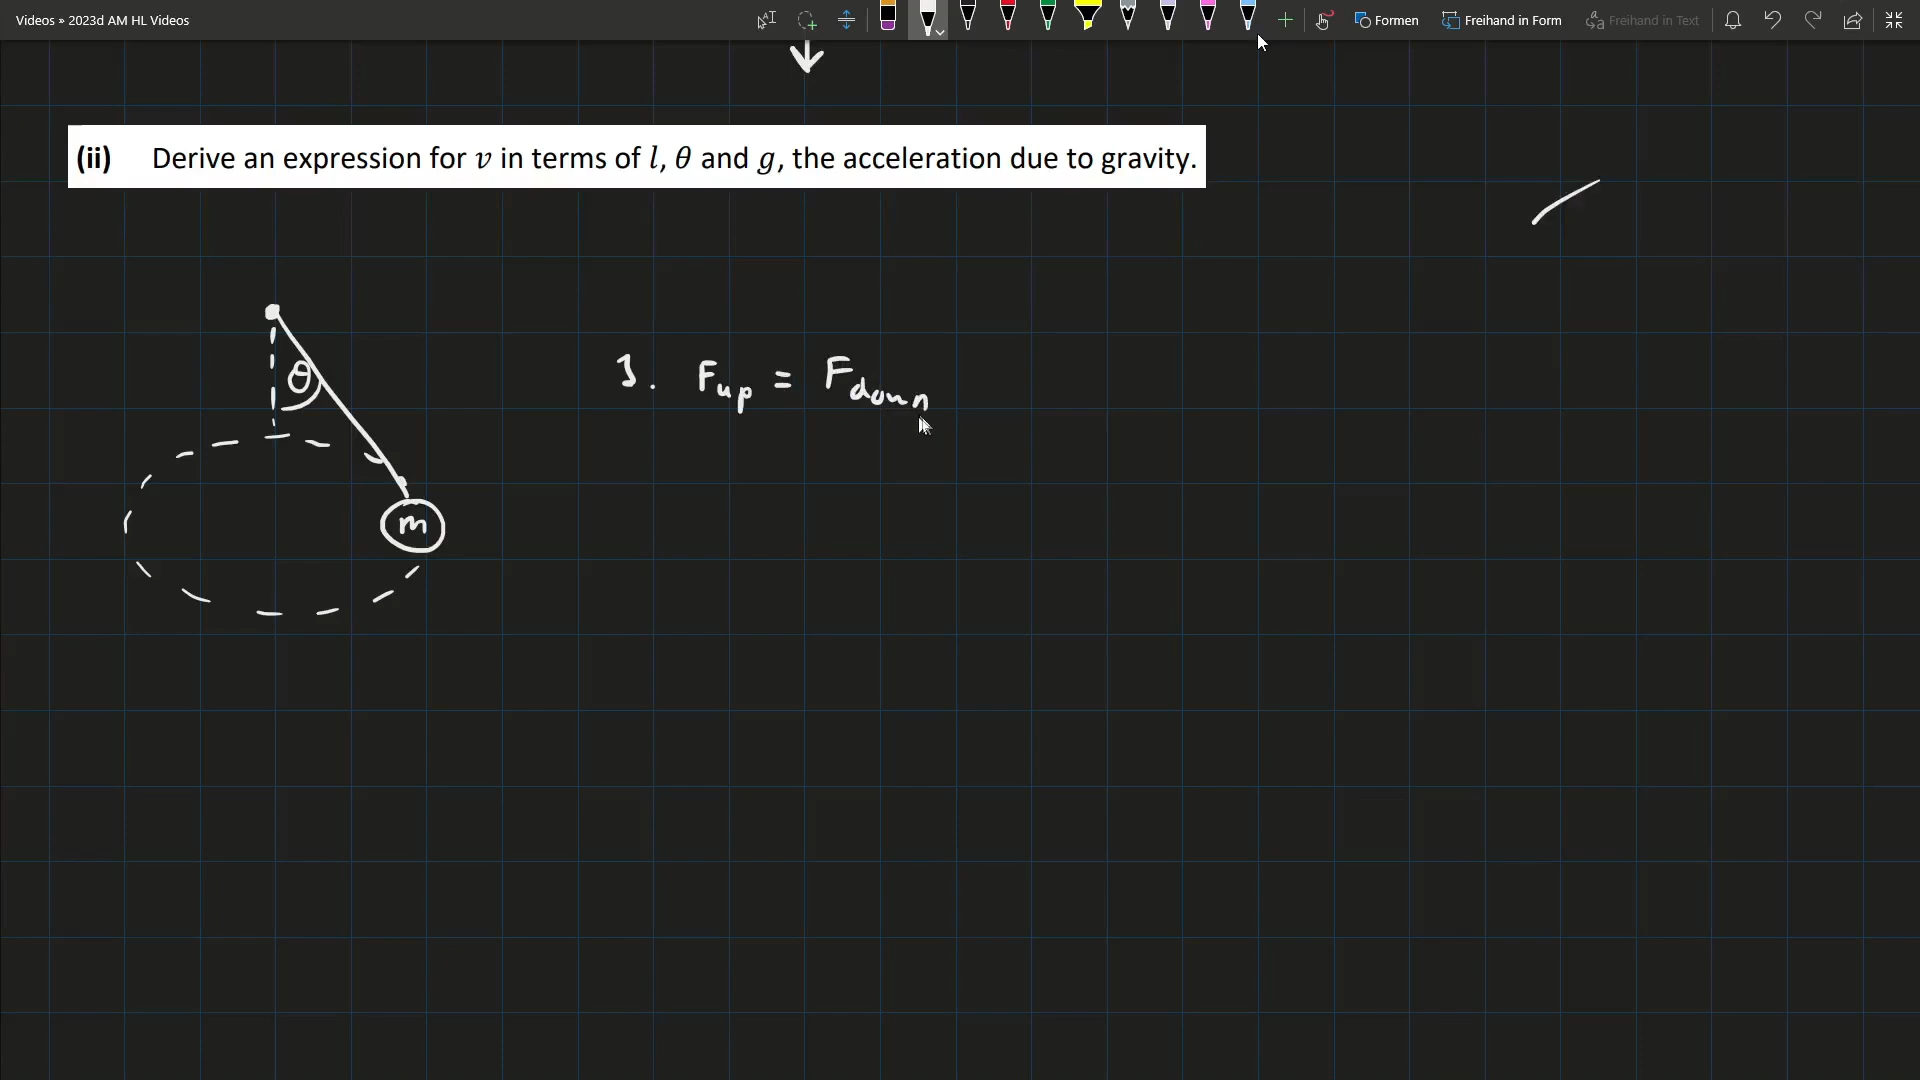 Videos » 2023d AM HL Videos
Formen
Freihand in Form
Freihand in Text
(ii) Derive an expression for v in terms of l, θ and g, the acceleration due to gravity.
θ
1. Fup = Fdown
m